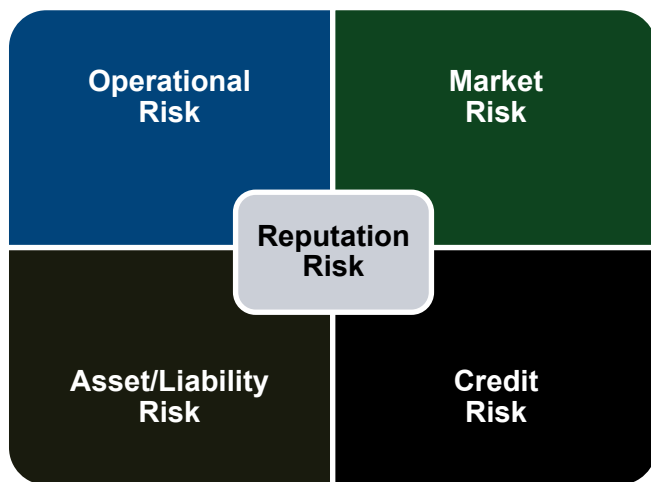 Operational
Risk
Market
Risk
Reputation
Risk
Asset/Liability
Risk
Credit
Risk